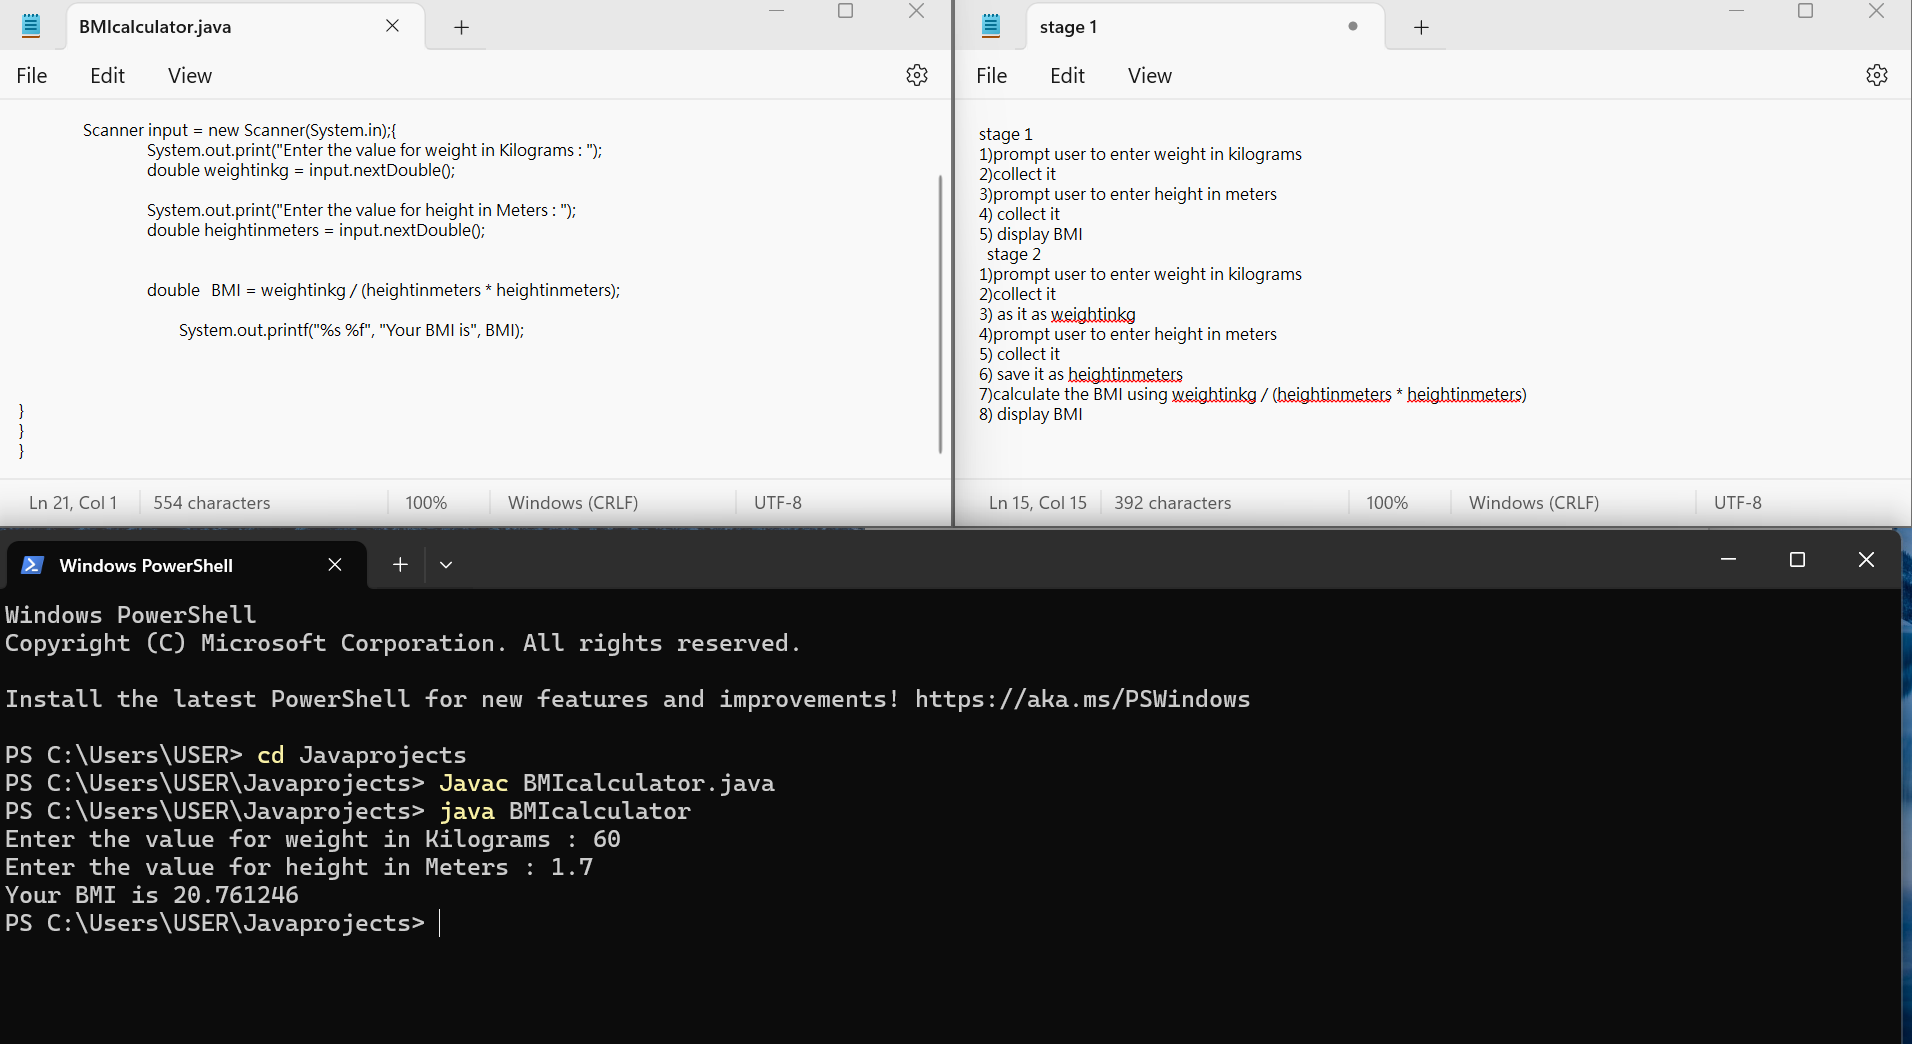 BMIcalculator.java
File Edit View
Scanner input = new Scanner(System.in);{
System.out.print("Enter the value for weight in Kilograms : ");
double weightinkg = input.nextDouble();
System.out.print("Enter the value for height in Meters : ");
double heightinmeters = input.nextDouble();
double BMI = weightinkg / (heightinmeters * heightinmeters);
System.out.printf("%s %f", "Your BMI is", BMI);
}
}
}
Ln 21, Col 1 554 characters 100% Windows (CRLF) UTF-8
stage 1
File Edit View
stage 1
1)prompt user to enter weight in kilograms
2)collect it
3)prompt user to enter height in meters
4) collect it
5) display BMI
stage 2
1)prompt user to enter weight in kilograms
2)collect it
3) as it as weightinkg
4)prompt user to enter height in meters
5) collect it
6) save it as heightinmeters
7)calculate the BMI using weightinkg / (heightinmeters * heightinmeters)
8) display BMI
Ln 15, Col 15 392 characters 100% Windows (CRLF) UTF-8
Windows PowerShell
Windows PowerShell
Copyright (C) Microsoft Corporation. All rights reserved.
Install the latest PowerShell for new features and improvements! https://aka.ms/PSWindows
PS C:\Users\USER> cd Javaprojects
PS C:\Users\USER\Javaprojects> Javac BMIcalculator.java
PS C:\Users\USER\Javaprojects> java BMIcalculator
Enter the value for weight in Kilograms : 60
Enter the value for height in Meters : 1.7
Your BMI is 20.761246
PS C:\Users\USER\Javaprojects>